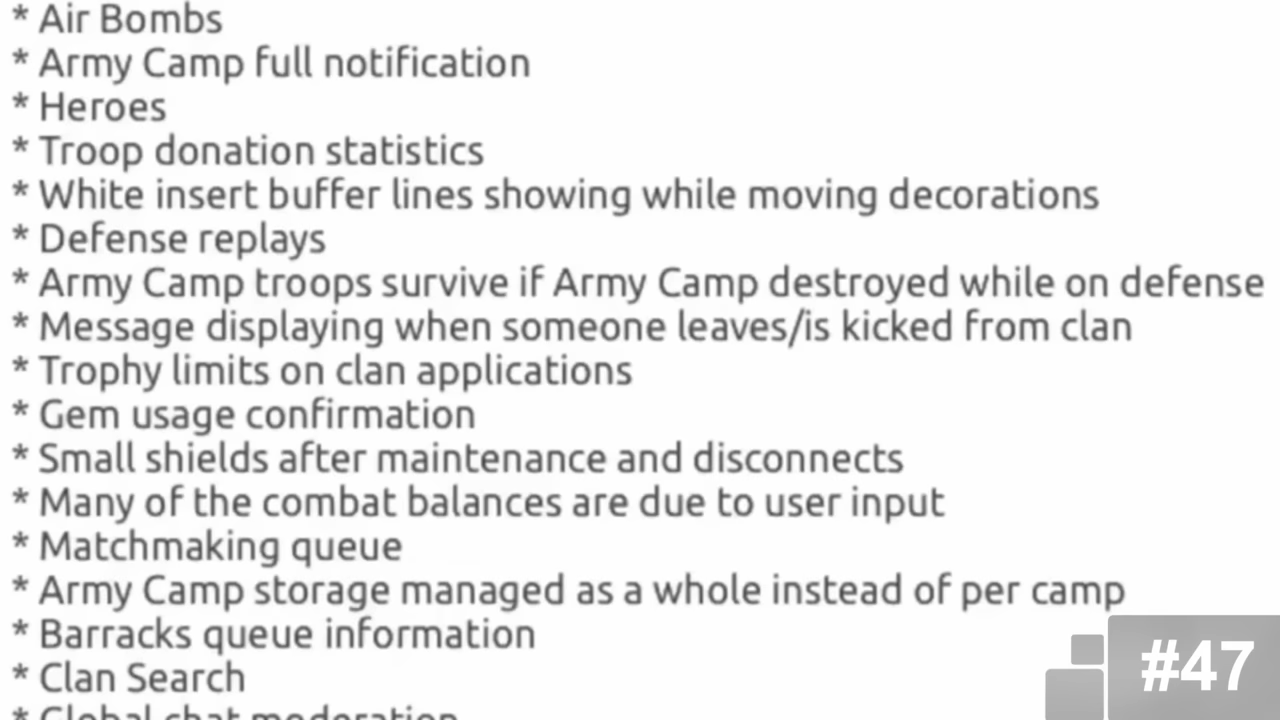 * Air Bombs
* Army Camp full notification
* Heroes
* Troop donation statistics
* White insert buffer lines showing while moving decorations
* Defense replays
* Army Camp troops survive if Army Camp destroyed while on defense
* Message displaying when someone leaves/is kicked from clan
* Trophy limits on clan applications
* Gem usage confirmation
* Small shields after maintenance and disconnects
* Many of the combat balances are due to user input
* Matchmaking queue
* Army Camp storage managed as a whole instead of per camp
* Barracks queue information
* Clan Search
* Global chat moderation
#47